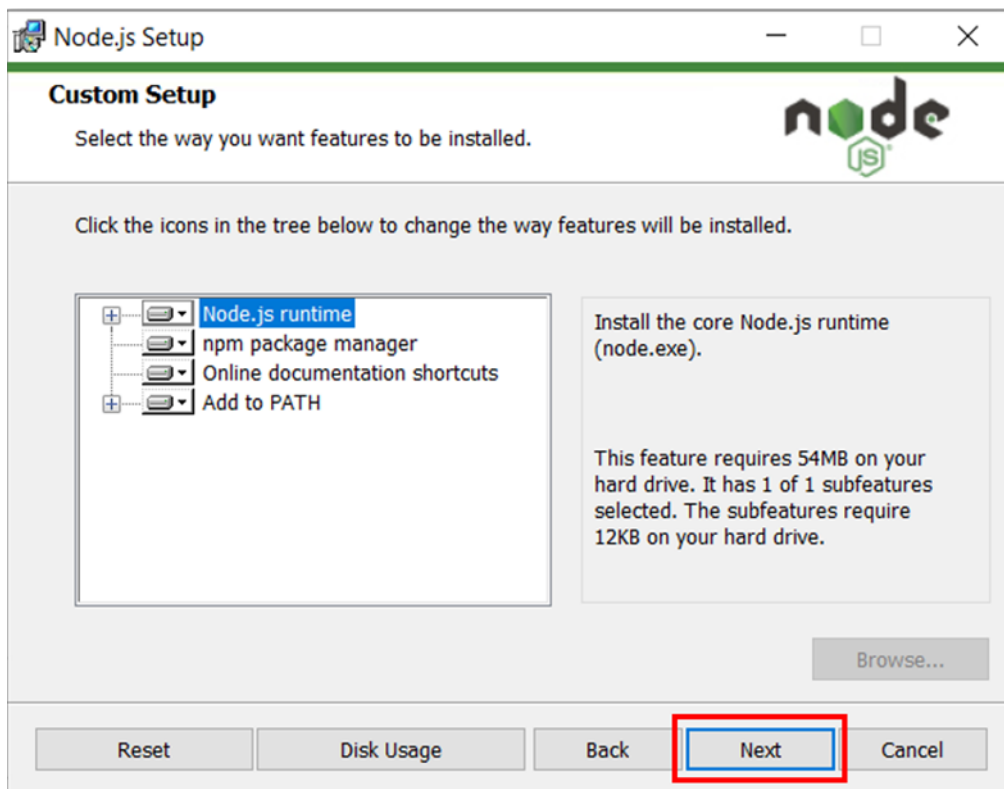 Node.js Setup
Custom Setup
Select the way you want features to be installed.
node
JS
Click the icons in the tree below to change the way features will be installed.
Node.js runtime
npm package manager
Online documentation shortcuts
Add to PATH
Install the core Node.js runtime
(node.exe).
This feature requires 54MB on your
hard drive. It has 1 of 1 subfeatures
selected. The subfeatures require
12KB on your hard drive.
Browse...
Reset Disk Usage Back Next Cancel